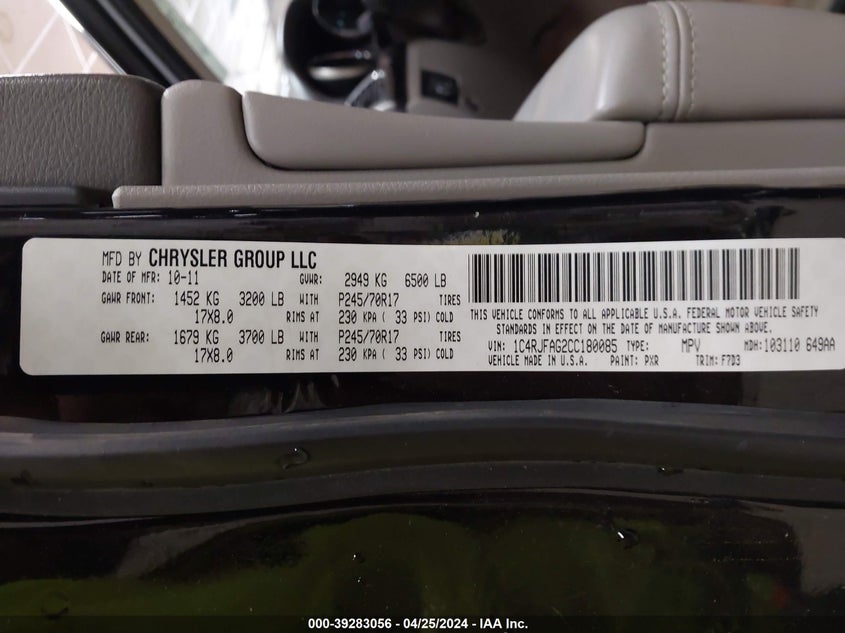 MFD BY CHRYSLER GROUP LLC
DATE OF MFR: 10-11 GVWR: 2949 KG 6500 LB
GAWR FRONT: 1452 KG 3200 LB WITH P245/70R17 TIRES
17X8.0 RIMS AT 230 KPA ( 33 PSI) COLD
GAWR REAR: 1679 KG 3700 LB WITH P245/70R17 TIRES
17X8.0 RIMS AT 230 KPA ( 33 PSI) COLD
THIS VEHICLE CONFORMS TO ALL APPLICABLE U.S.A. FEDERAL MOTOR VEHICLE SAFETY
STANDARDS IN EFFECT ON THE DATE OF MANUFACTURE SHOWN ABOVE.
VIN: 1C4RJFAG2CC180085 TYPE: MPV MDH: 103110 649AA
VEHICLE MADE IN U.S.A. PAINT: PXR TRIM: F7D3
000-39283056 - 04/25/2024 - IAA Inc.